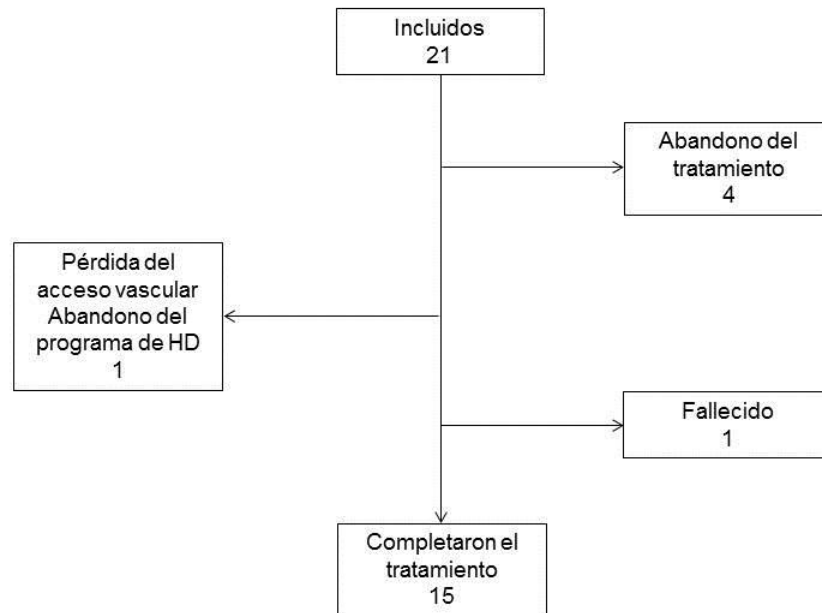 Incluidos
21
Abandono del
tratamiento
4
Pérdida del
acceso vascular
Abandono del
programa de HD
1
Fallecido
1
Completaron el
tratamiento
15